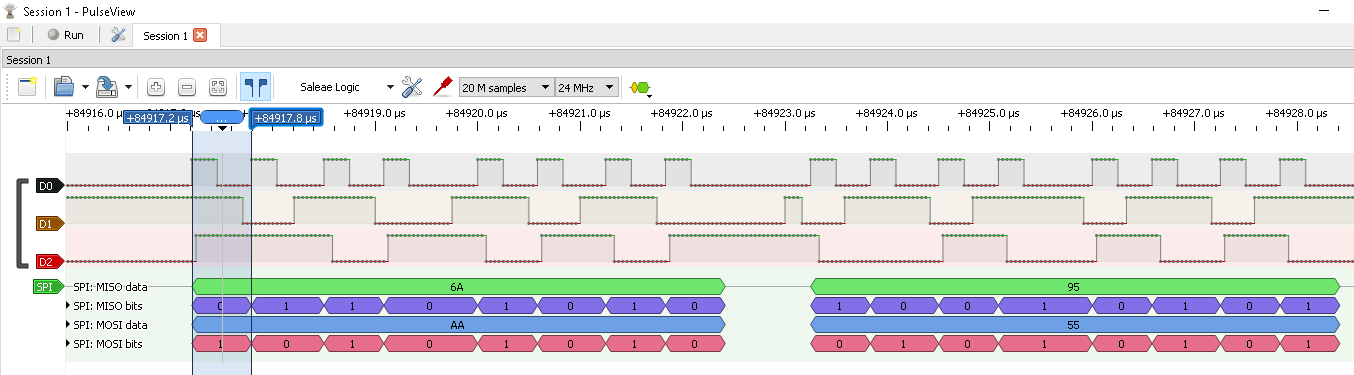 Session 1 - PulseView
Run Session 1
Session 1
Saleae Logic 20 M samples 24 MHz
+84916.0 µs +84917.2 µs ... +84917.8 µs +84919.0 µs +84920.0 µs +84921.0 µs +84922.0 µs +84923.0 µs +84924.0 µs +84925.0 µs +84926.0 µs +84927.0 µs +84928.0 µs
D0
D1
D2
SPI SPI: MISO data 6A 95
SPI: MISO bits 0 1 1 0 1 0 1 0 1 0 0 1 0 1 0 1
SPI: MOSI data AA 55
SPI: MOSI bits 1 0 1 0 1 0 1 0 0 1 0 1 0 1 0 1